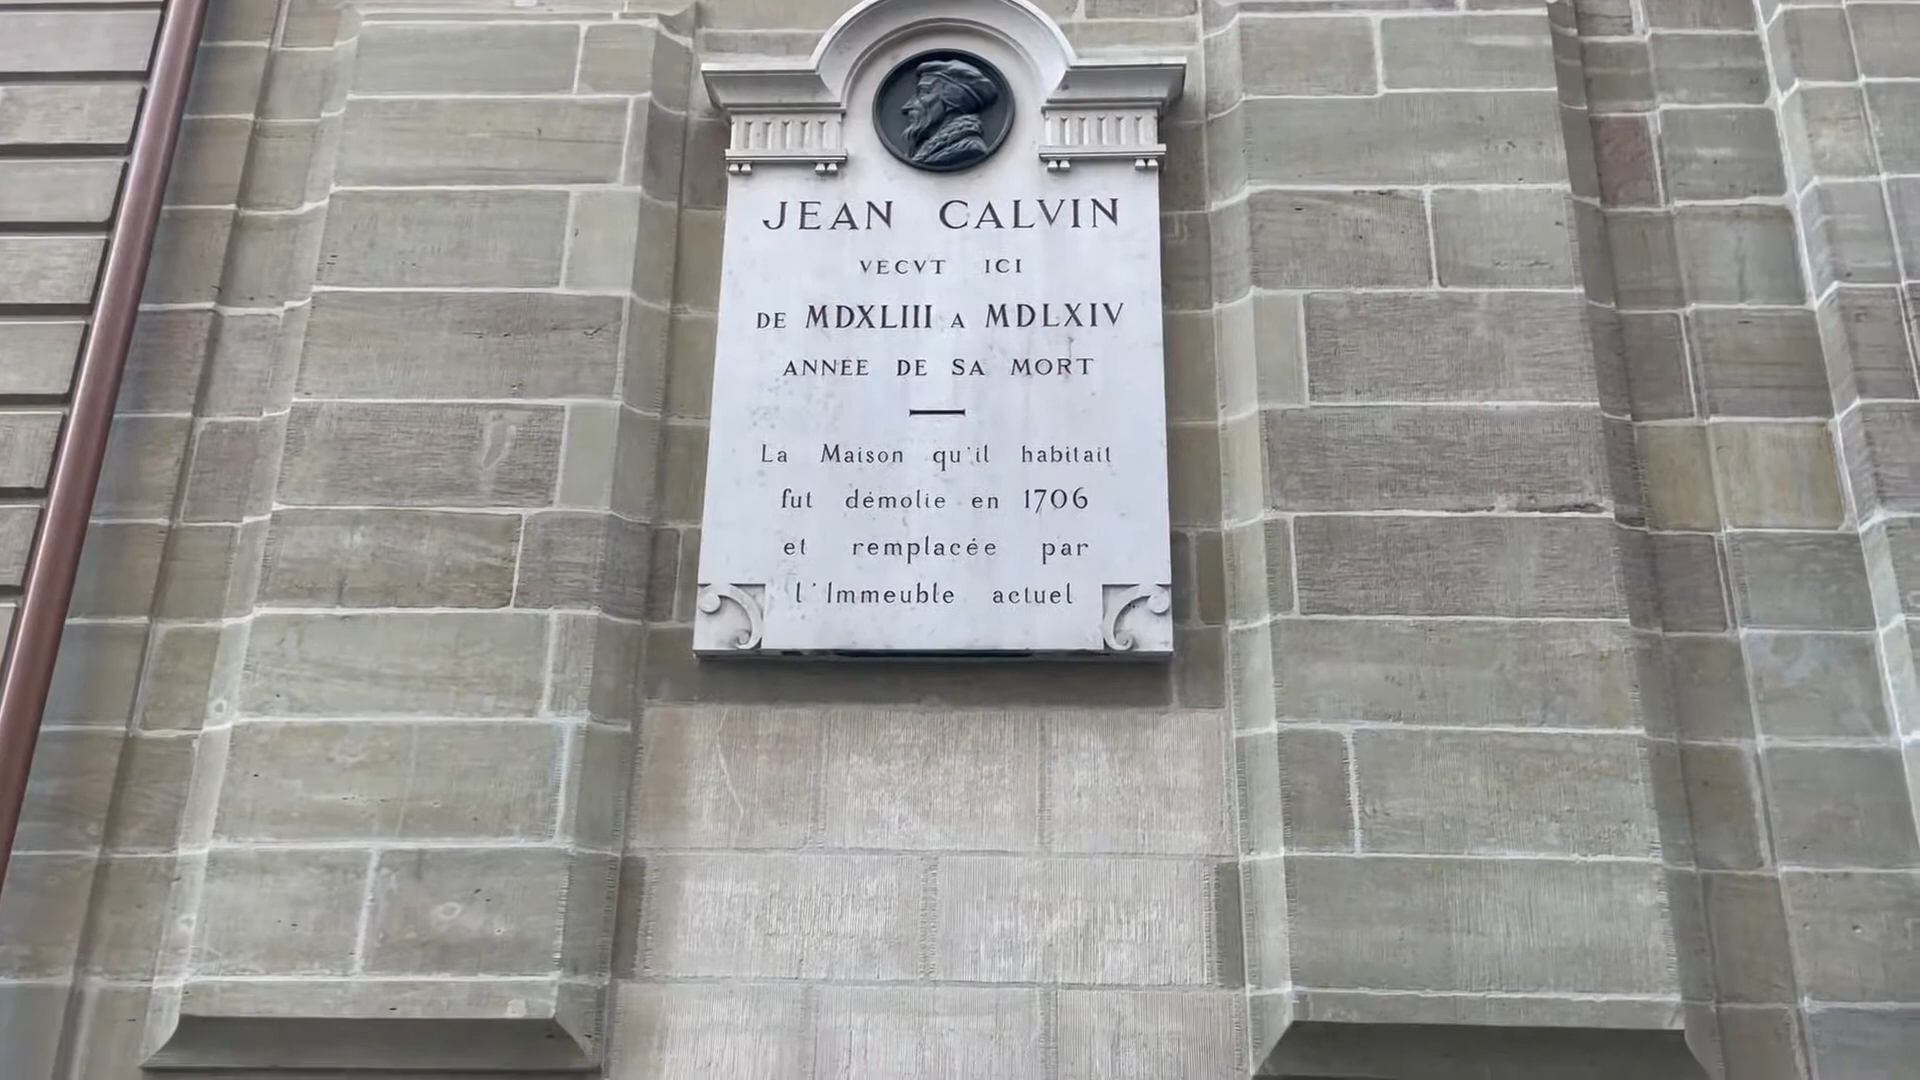 JEAN CALVIN
VECVT ICI
DE MDXLIII A MDLXIV
ANNEE DE SA MORT
La Maison qu'il habitait
fut démolie en 1706
et remplacée par
l'Immeuble actuel